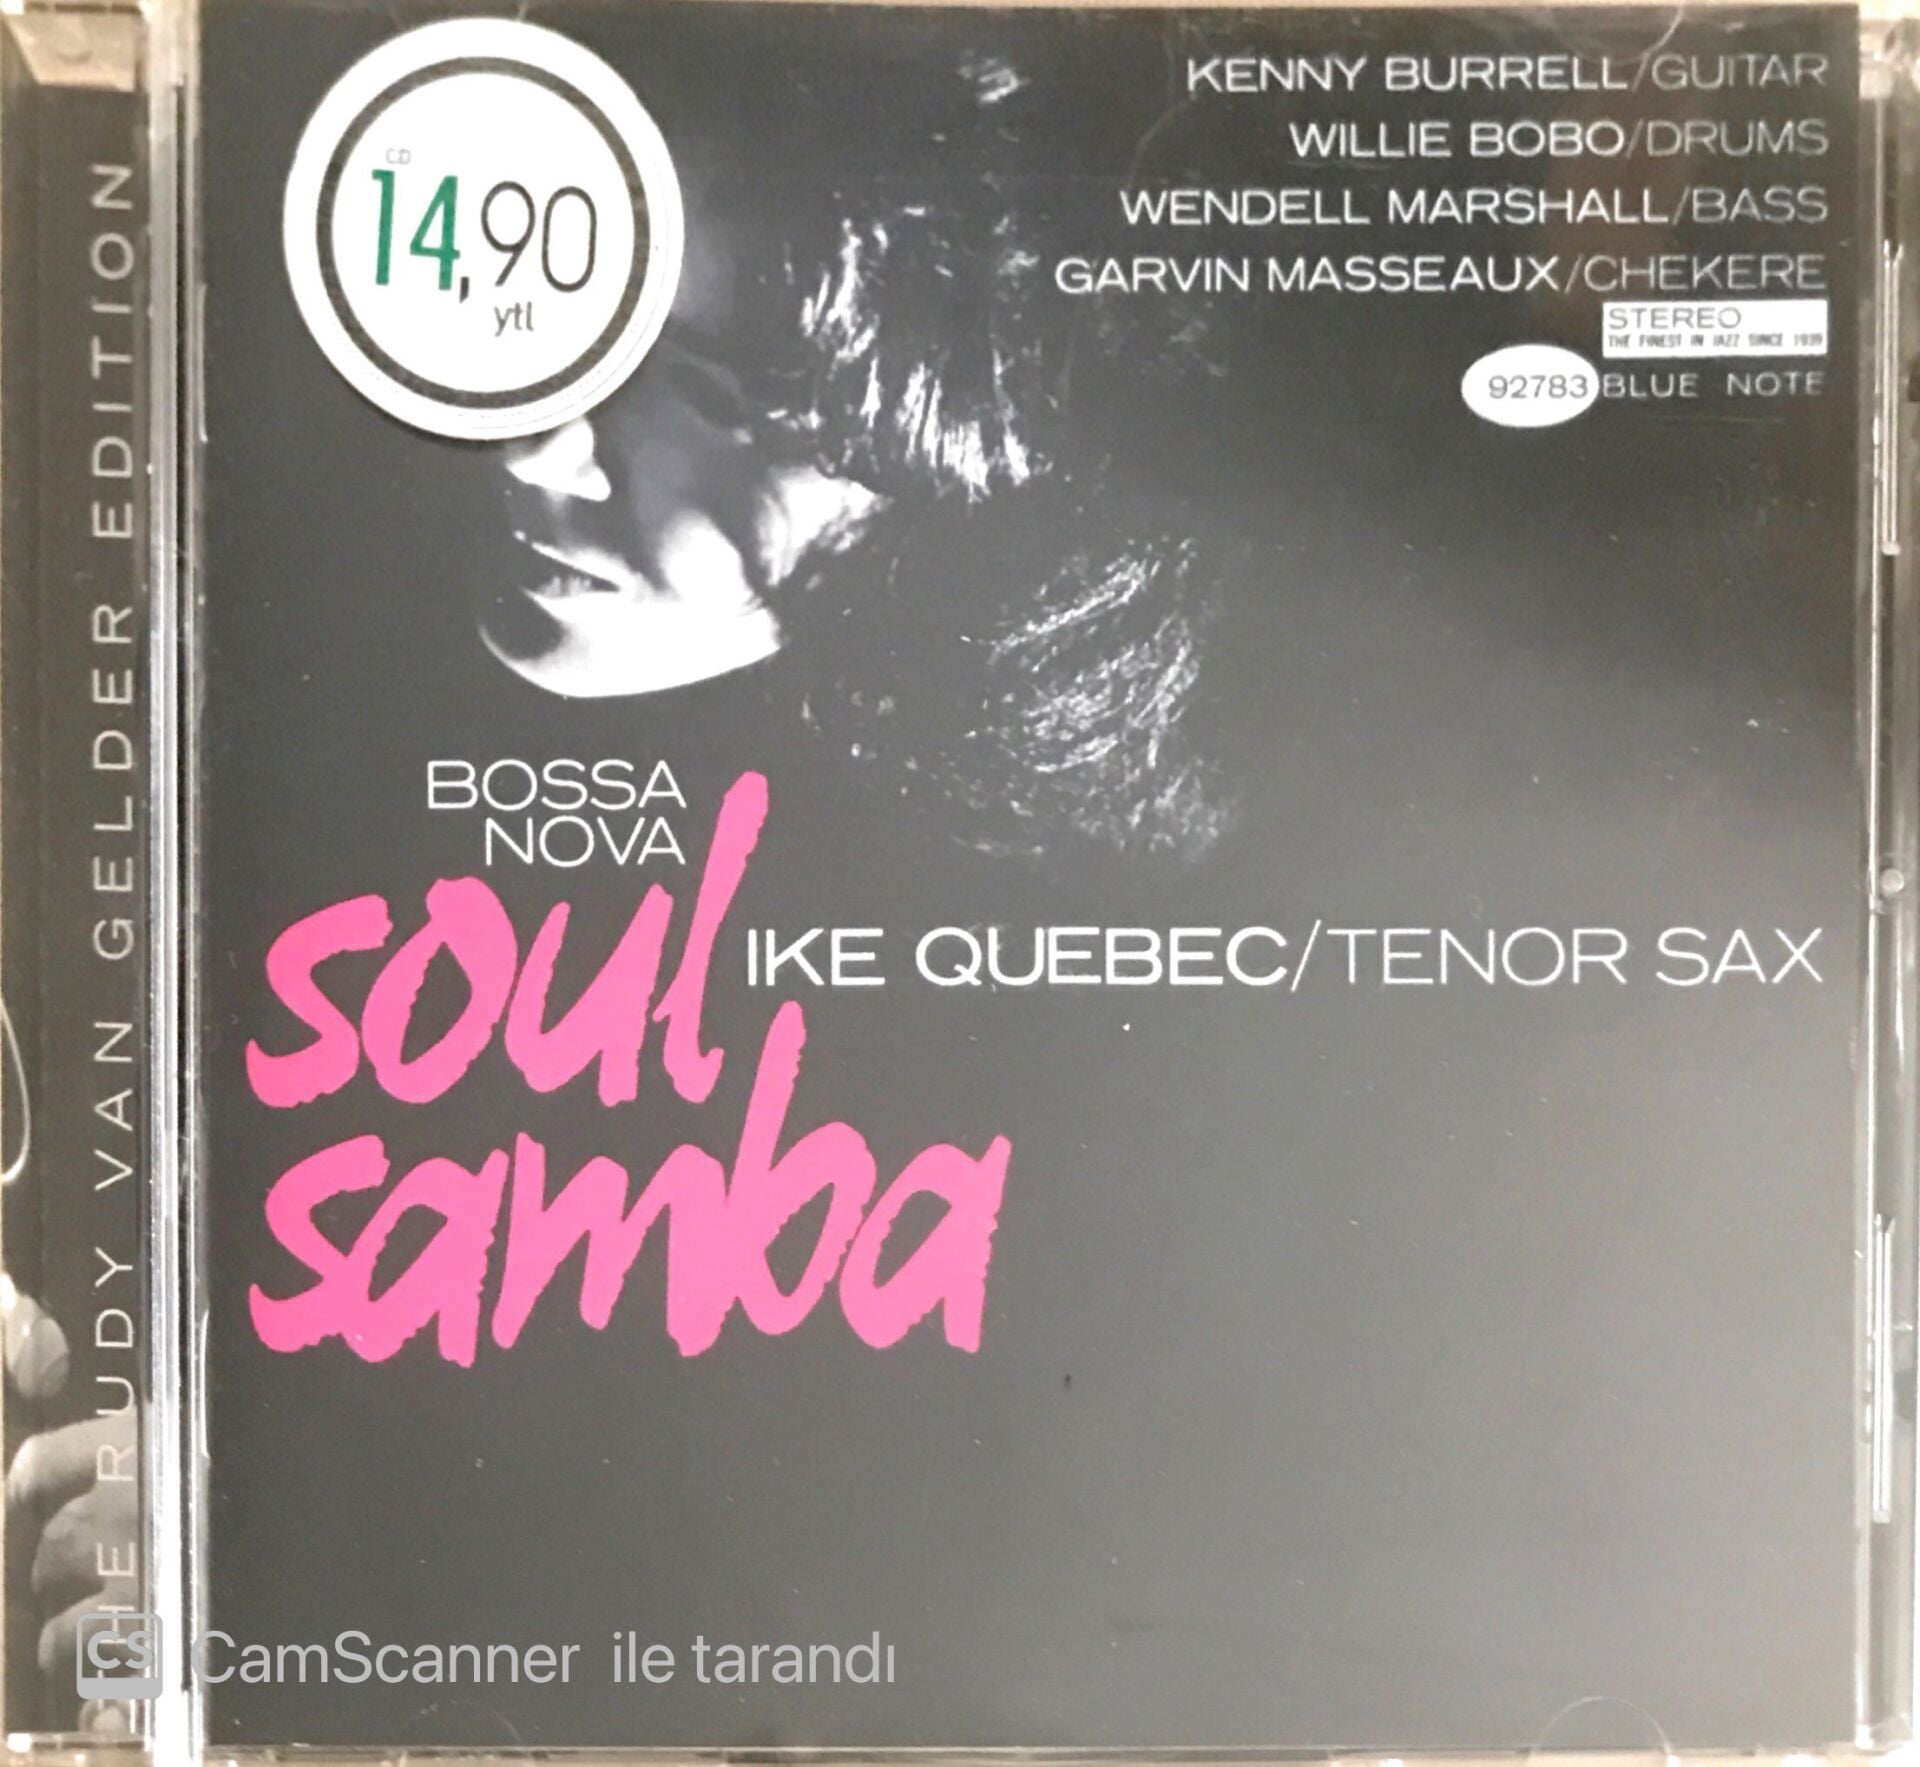 THE RUDY VAN GELDER EDITION
CD
14,90
ytl
KENNY BURRELL/GUITAR
WILLIE BOBO/DRUMS
WENDELL MARSHALL/BASS
GARVIN MASSEAUX/CHEKERE
STEREO
THE FINEST IN JAZZ SINCE 1939
92783 BLUE NOTE
BOSSA
NOVA
soul
IKE QUEBEC/TENOR SAX
samba
CS CamScanner ile tarandı